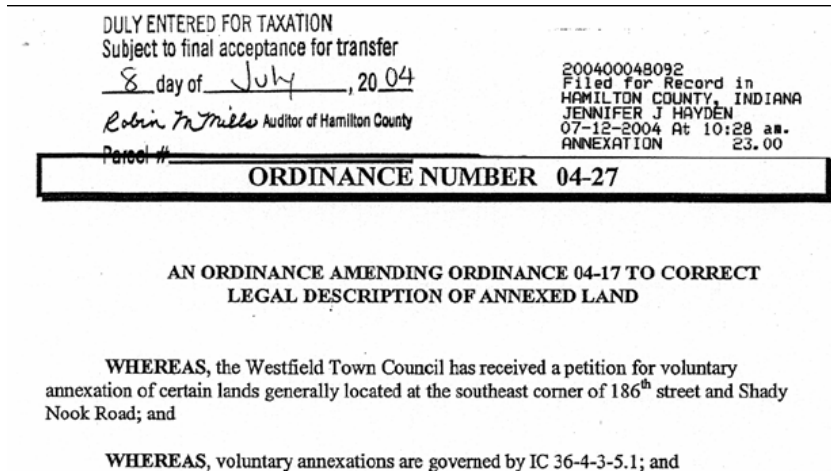 DULY ENTERED FOR TAXATION
Subject to final acceptance for transfer
8 day of July, 20 04
Robin M Mills Auditor of Hamilton County
Parcel #
200400048092
Filed for Record in
HAMILTON COUNTY, INDIANA
JENNIFER J HAYDEN
07-12-2004 At 10:28 am.
ANNEXATION 23.00
ORDINANCE NUMBER 04-27
AN ORDINANCE AMENDING ORDINANCE 04-17 TO CORRECT
LEGAL DESCRIPTION OF ANNEXED LAND
WHEREAS, the Westfield Town Council has received a petition for voluntary
annexation of certain lands generally located at the southeast corner of 186th street and Shady
Nook Road; and
WHEREAS, voluntary annexations are governed by IC 36-4-3-5.1; and